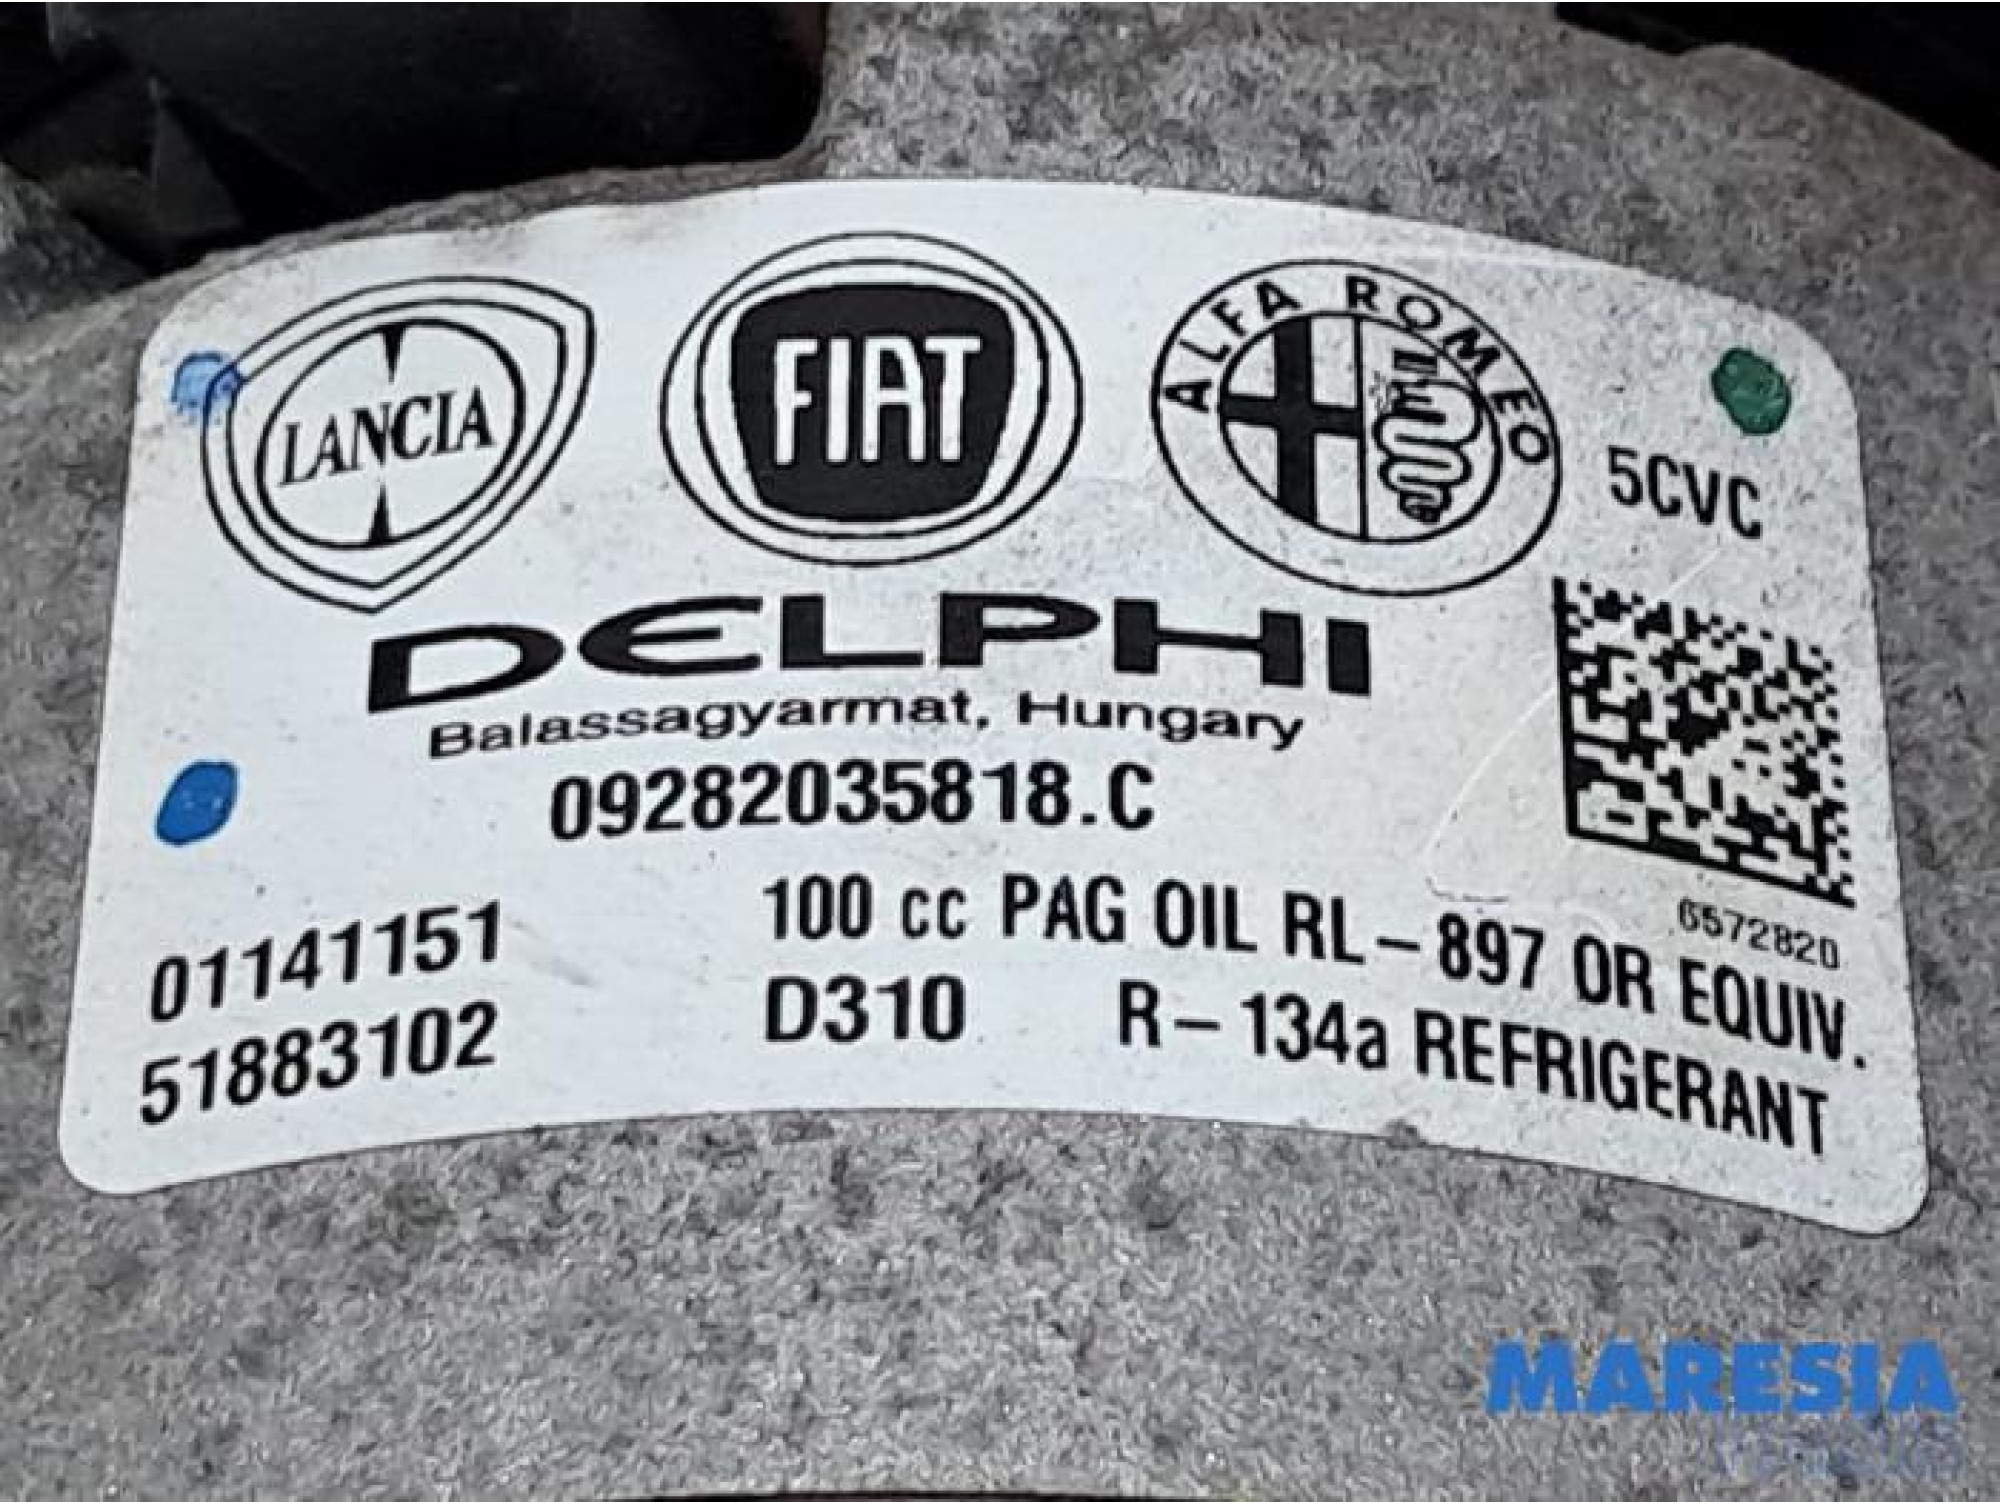 LANCIA
FIAT
ALFA ROMEO
5CVC
DELPHI
Balassagyarmat, Hungary
09282035818.C
6572820
01141151
100 cc PAG OIL RL-897 OR EQUIV.
51883102
D310
R-134a REFRIGERANT
MARESIA